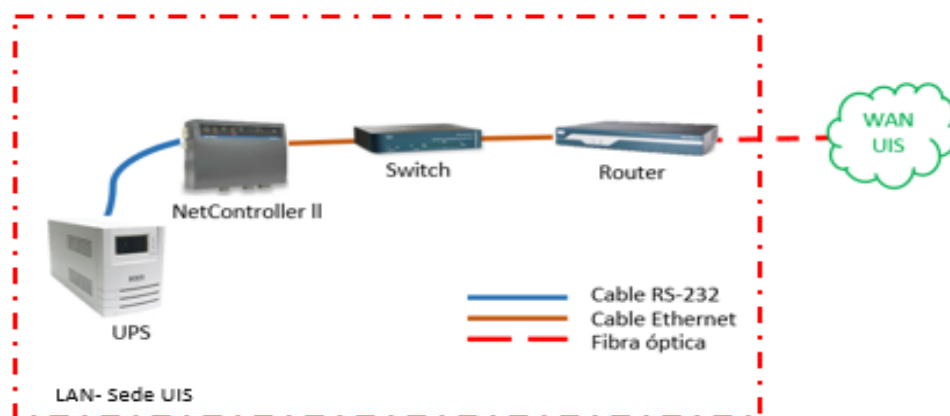 WAN
UIS
Switch
Router
NetController ll
UPS
Cable RS-232
Cable Ethernet
Fibra óptica
LAN- Sede UIS